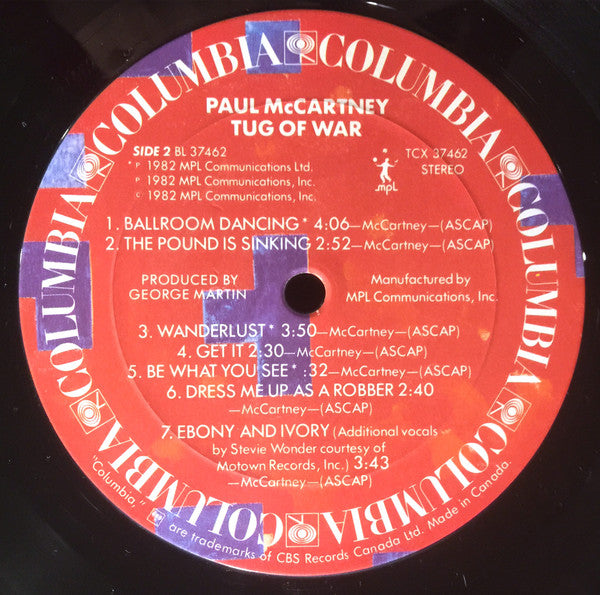 COLUMBIA COLUMBIA COLUMBIA COLUMBIA COLUMBIA COLUMBIA COLUMBIA
PAUL McCARTNEY
TUG OF WAR
SIDE 2 BL 37462
* ℗ 1982 MPL Communications Ltd.
℗ 1982 MPL Communications, Inc.
© 1982 MPL Communications, Inc.
mpL
TCX 37462
STEREO
1. BALLROOM DANCING* 4:06—McCartney—(ASCAP)
2. THE POUND IS SINKING 2:52—McCartney—(ASCAP)
PRODUCED BY
GEORGE MARTIN
Manufactured by
MPL Communications, Inc.
3. WANDERLUST* 3:50—McCartney—(ASCAP)
4. GET IT 2:30—McCartney—(ASCAP)
5. BE WHAT YOU SEE* :32—McCartney—(ASCAP)
6. DRESS ME UP AS A ROBBER 2:40
—McCartney—(ASCAP)
7. EBONY AND IVORY (Additional vocals
by Stevie Wonder courtesy of
Motown Records, Inc.) 3:43
—McCartney—(ASCAP)
"Columbia," are trademarks of CBS Records Canada Ltd. Made in Canada.